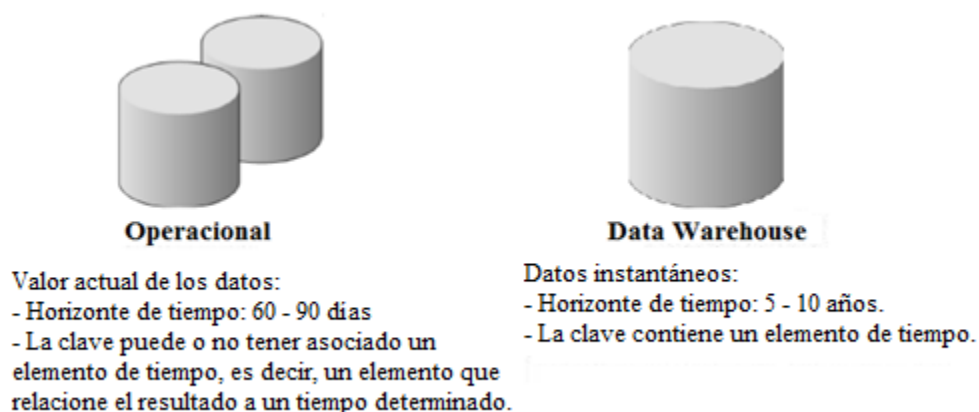 Operacional
Valor actual de los datos:
- Horizonte de tiempo: 60 - 90 dias
- La clave puede o no tener asociado un
elemento de tiempo, es decir, un elemento que
relacione el resultado a un tiempo determinado.
Data Warehouse
Datos instantáneos:
- Horizonte de tiempo: 5 - 10 años.
- La clave contiene un elemento de tiempo.